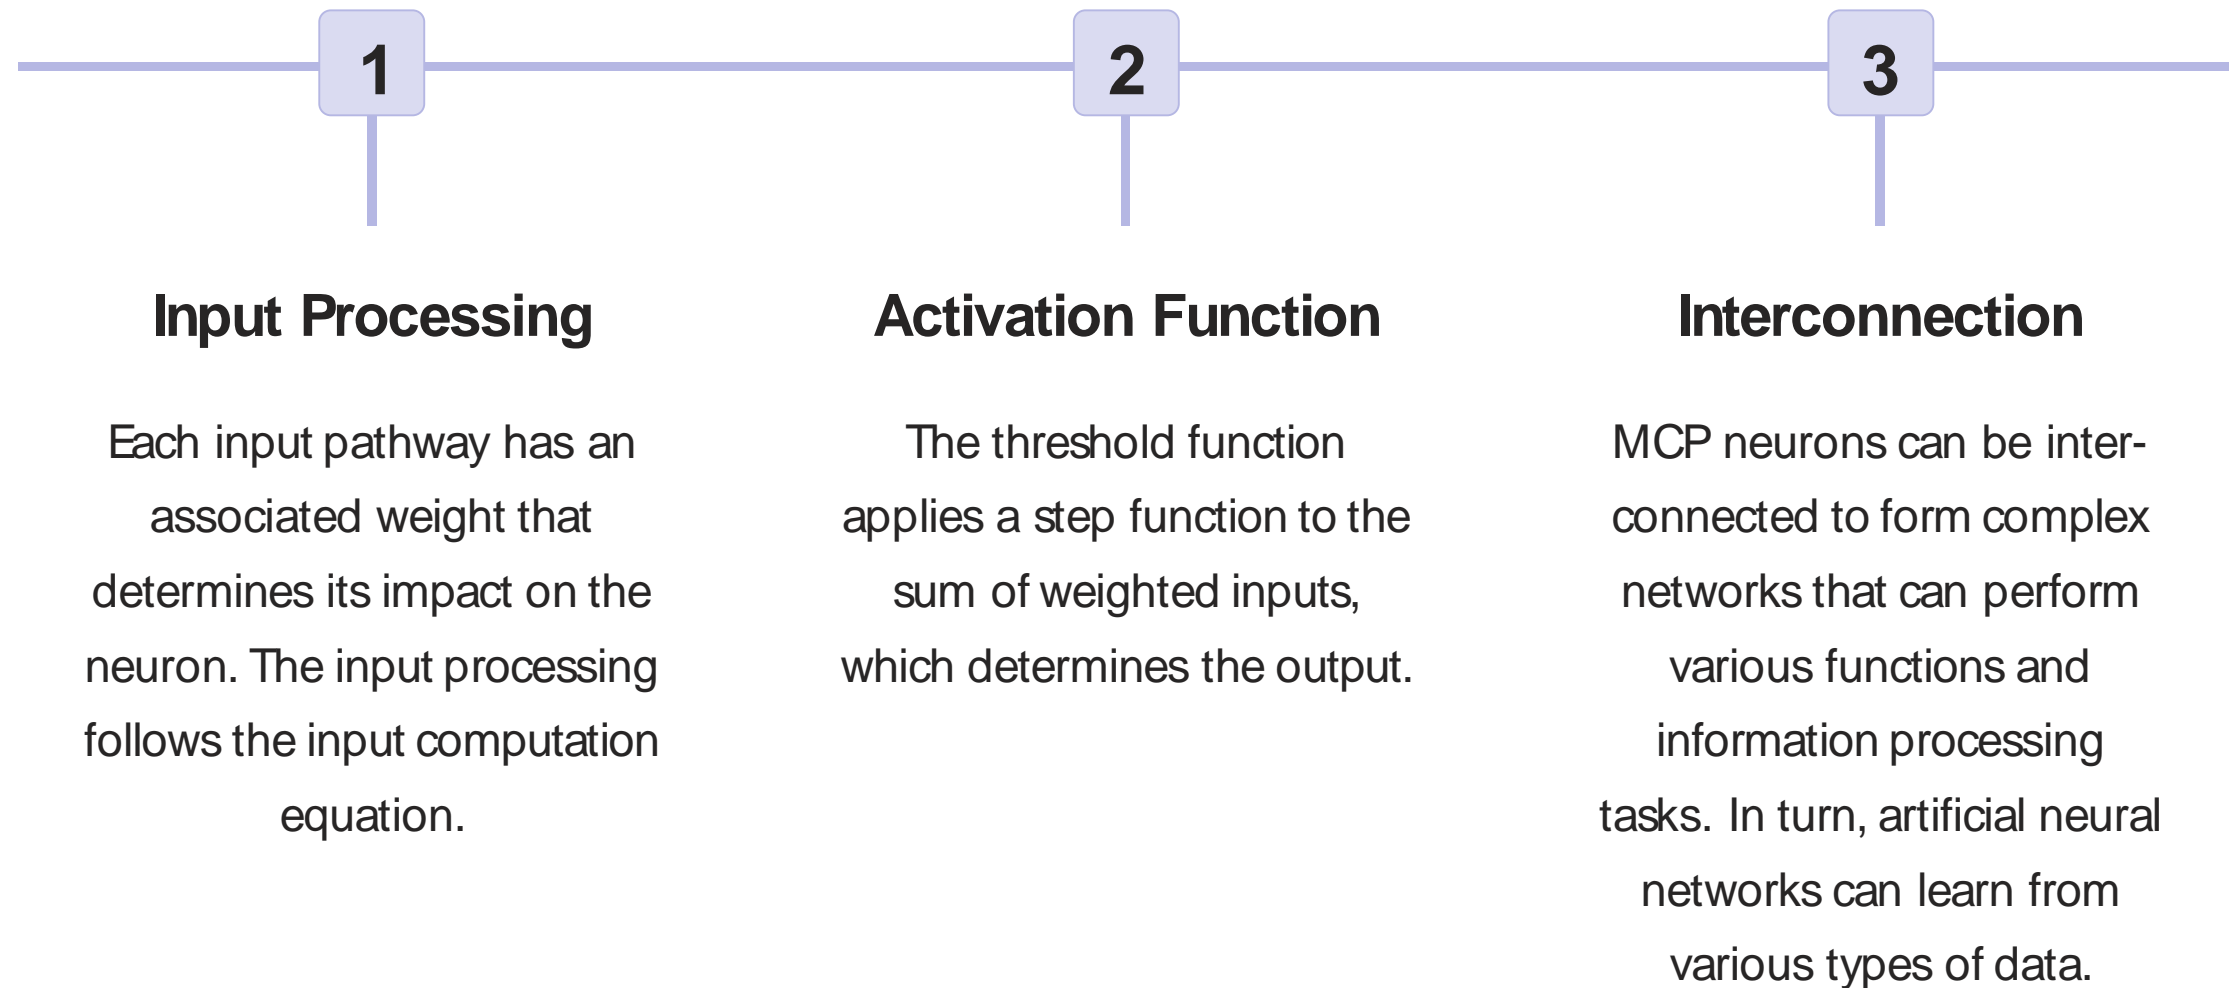 1
Input Processing
Each input pathway has an
associated weight that
determines its impact on the
neuron. The input processing
follows the input computation
equation.
2
Activation Function
The threshold function
applies a step function to the
sum of weighted inputs,
which determines the output.
3
Interconnection
MCP neurons can be inter-
connected to form complex
networks that can perform
various functions and
information processing
tasks. In turn, artificial neural
networks can learn from
various types of data.